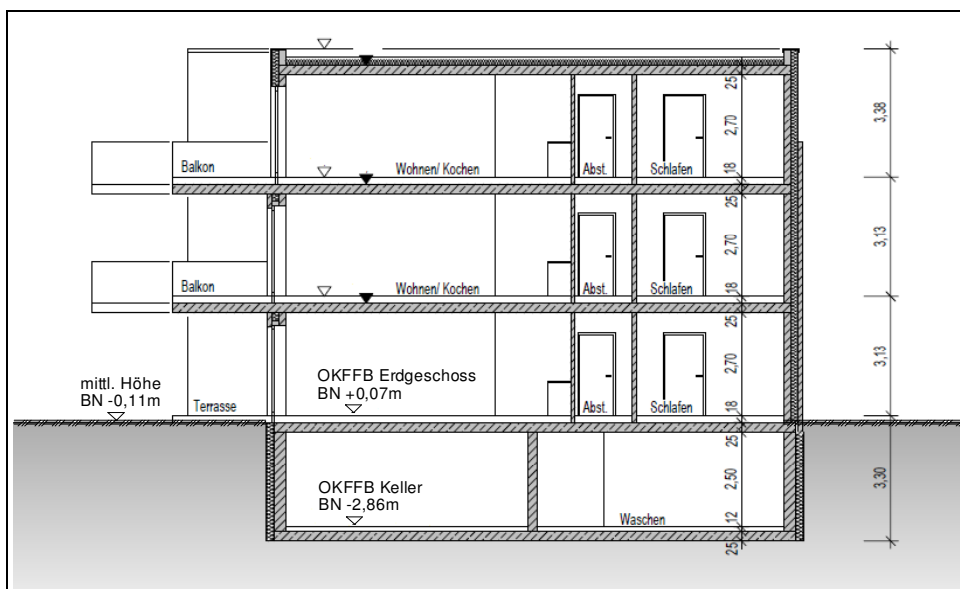 25
2,70
3,38
Balkon
Wohnen/ Kochen
Abst.
Schlafen
18
25
2,70
3,13
Balkon
Wohnen/ Kochen
Abst.
Schlafen
18
25
2,70
3,13
OKFFB Erdgeschoss
BN +0,07m
mittl. Höhe
BN -0,11m
Terrasse
Abst.
Schlafen
18
25
2,50
3,30
OKFFB Keller
BN -2,86m
Waschen
12
25